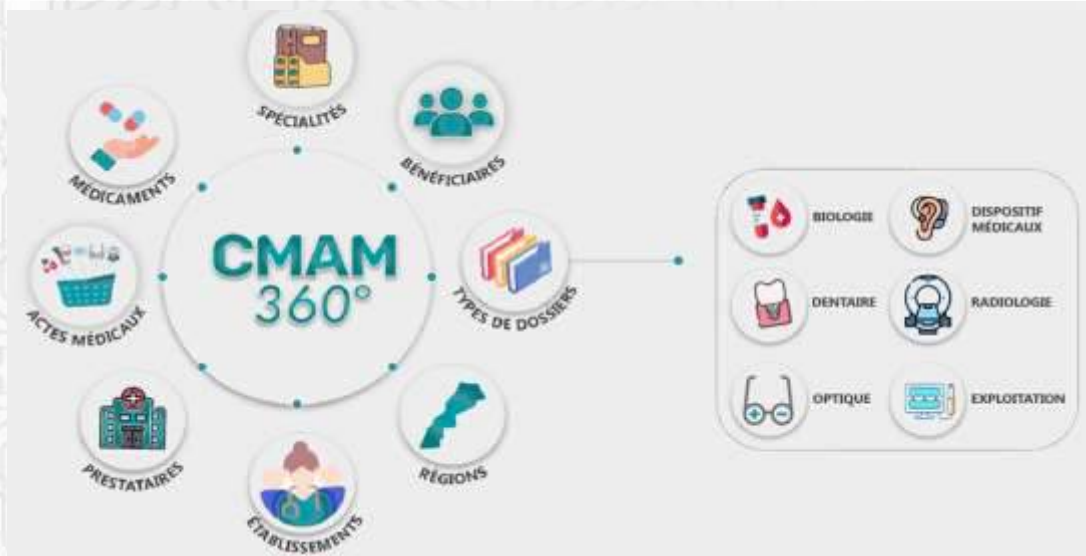 SPÉCIALITÉS
BÉNÉFICIAIRES
MÉDICAMENTS
CMAM
360°
TYPES DE DOSSIERS
ACTES MÉDICAUX
PRESTATAIRES
RÉGIONS
ÉTABLISSEMENTS
BIOLOGIE
DISPOSITIF
MÉDICAUX
DENTAIRE
RADIOLOGIE
OPTIQUE
EXPLOITATION